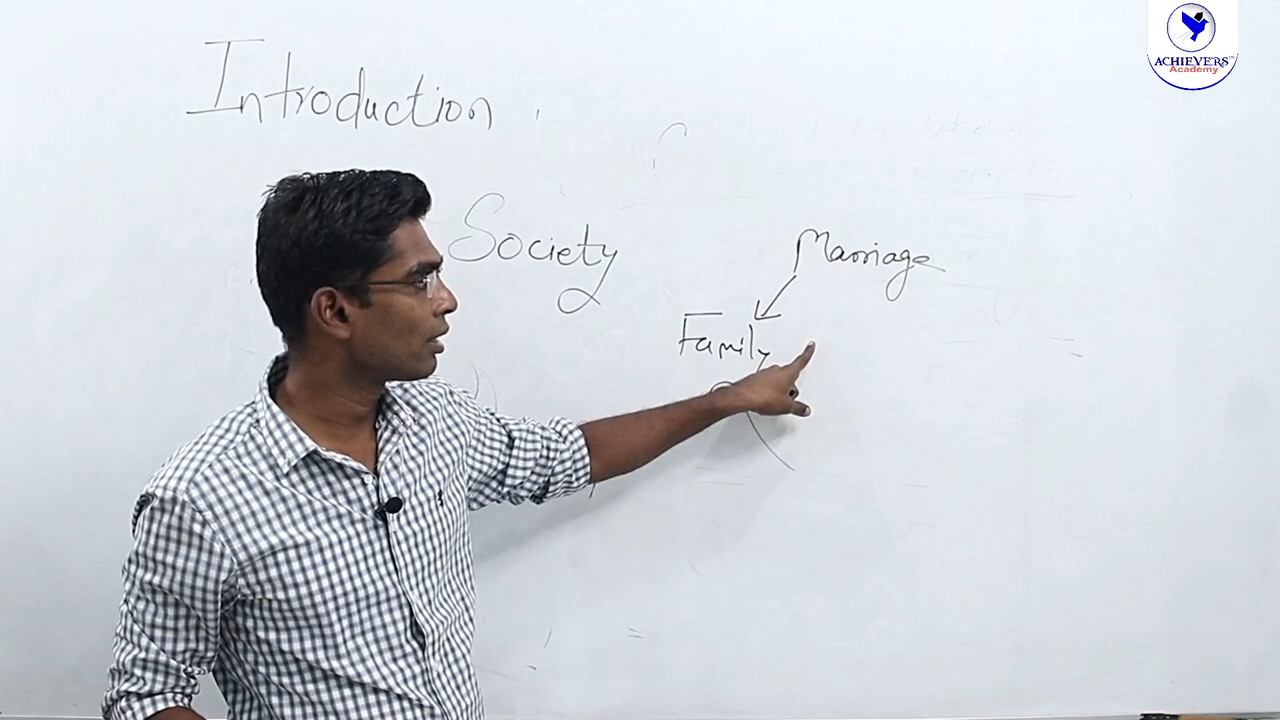 Introduction
Society
Marriage
Family
ACHIEVERS
Academy